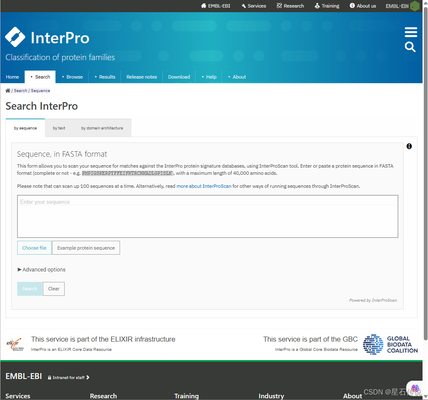 EMBL-EBI Services Research Training About us EMBL-EBI
InterPro
Classification of protein families
Home Search Browse Results Release notes Download Help About
/ Search / Sequence
Search InterPro
by sequence by text by domain architecture
Sequence, in FASTA format
This form allows you to scan your sequence for matches against the InterPro protein signature databases, using InterProScan tool. Enter or paste a protein sequence in FASTA
format (complete or not - e.g. ), with a maximum length of 40,000 amino acids.
Please note that can scan up 100 sequences at a time. Alternatively, read more about InterProScan for other ways of running sequences through InterProScan.
Enter your sequence
Choose file Example protein sequence
Advanced options
Search Clear
Powered by InterProScan
This service is part of the ELIXIR infrastructure
InterPro is an ELIXIR Core Data Resource
This service is part of the GBC
InterPro is a Global Core Biodata Resource
GLOBAL
BIODATA
COALITION
EMBL-EBI Intranet for staff
Services Research Training Industry About
CSDN @星石